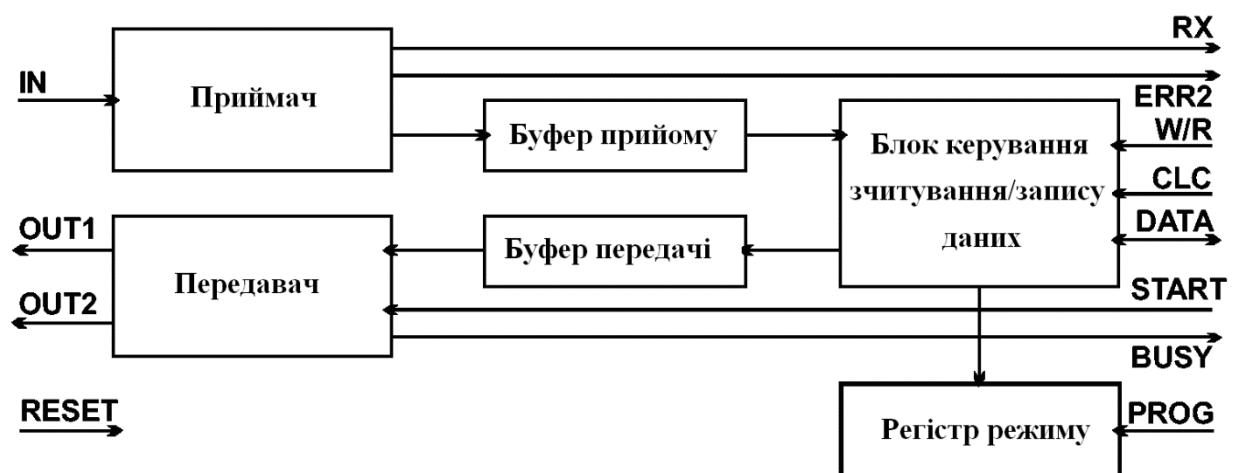 RX
IN
Приймач
ERR2
Буфер прийому
Блок керування
W/R
зчитування/запису
CLC
даних
DATA
OUT1
Буфер передачі
Передавач
START
OUT2
BUSY
RESET
Регістр режиму
PROG